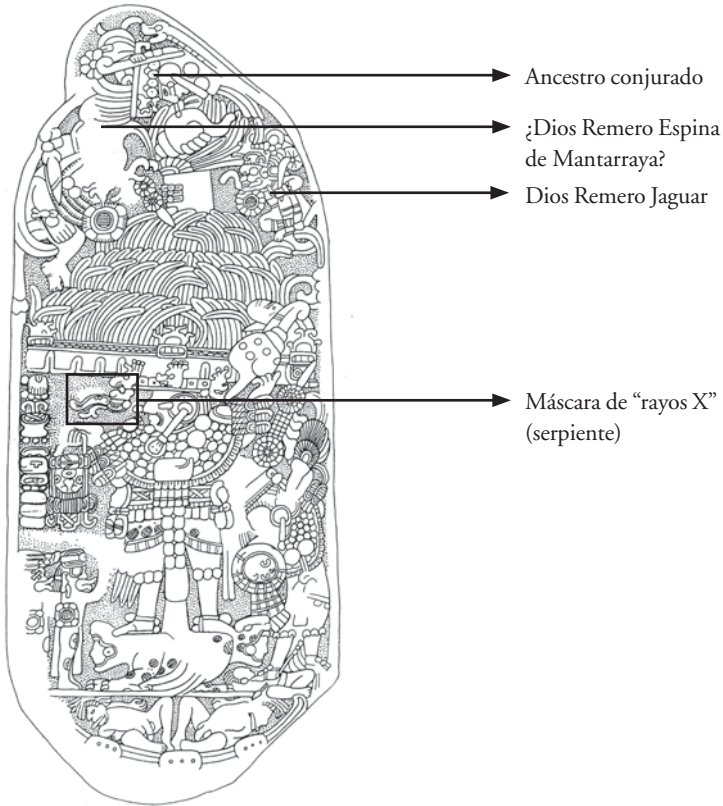 Ancestro conjurado
¿Dios Remero Espina
de Mantarraya?
Dios Remero Jaguar
Máscara de “rayos X”
(serpiente)